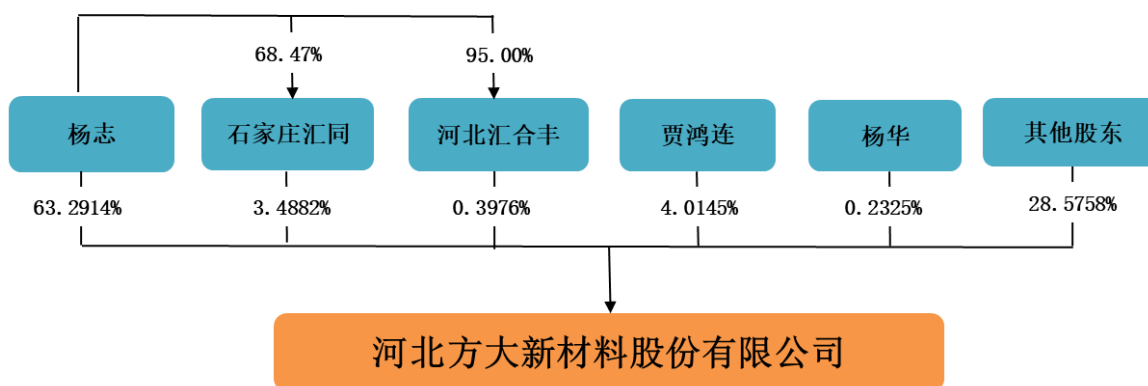 68.47% 95.00%
杨志 石家庄汇同 河北汇合丰 贾鸿连 杨华 其他股东
63.2914% 3.4882% 0.3976% 4.0145% 0.2325% 28.5758%
河北方大新材料股份有限公司